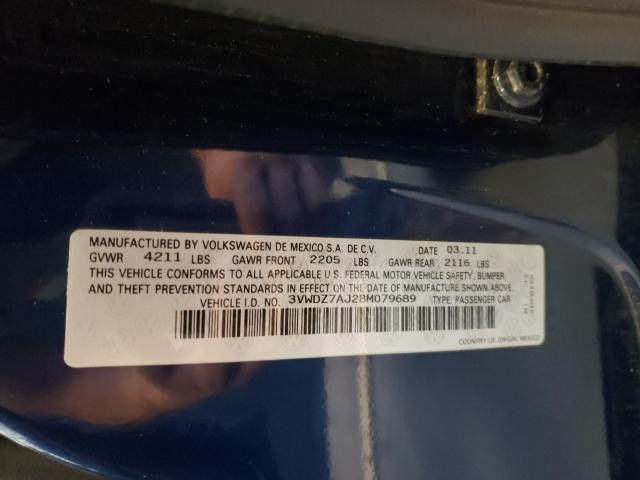 MANUFACTURED BY VOLKSWAGEN DE MEXICO S.A. DE C.V. DATE 03.11
GVWR 4211 LBS GAWR FRONT 2205 LBS GAWR REAR 2116 LBS
THIS VEHICLE CONFORMS TO ALL APPLICABLE U.S. FEDERAL MOTOR VEHICLE SAFETY, BUMPER
AND THEFT PREVENTION STANDARDS IN EFFECT ON THE DATE OF MANUFACTURE SHOWN ABOVE.
VEHICLE I.D. NO. 3VWDZ7AJ2BM079689 TYPE: PASSENGER CAR
COUNTRY OF ORIGIN: MEXICO